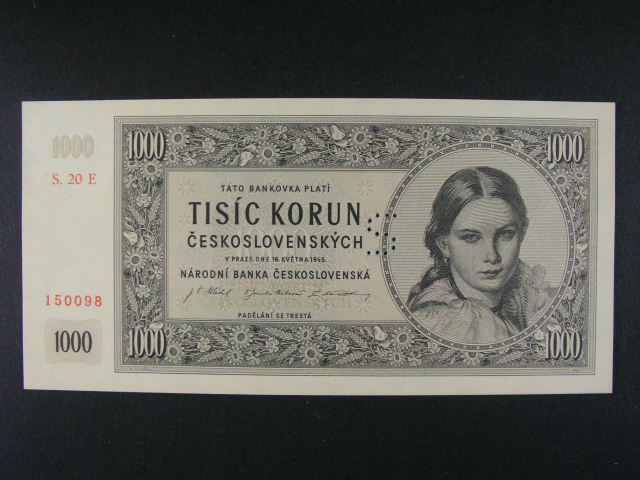 1000
S. 20 E
150098
1000
1000
1000
TATO BANKOVKA PLATÍ
TISÍC KORUN
ČESKOSLOVENSKÝCH
V PRAZE DNE 16. KVĚTNA 1945.
NÁRODNÍ BANKA ČESKOSLOVENSKÁ
PADĚLÁNÍ SE TRESTÁ
1000
1000